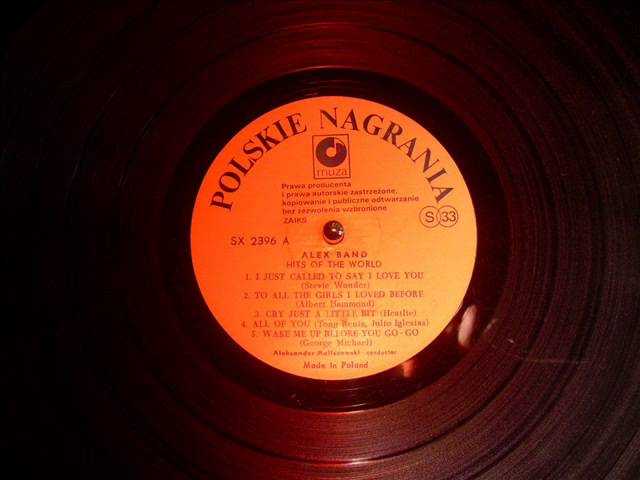 POLSKIE NAGRANIA
muza
Prawa producenta
i prawa autorskie zastrzeżone,
kopiowanie i publiczne odtwarzanie
bez zezwolenia wzbronione
ZAIKS
S 33
SX 2396 A
ALEX BAND
HITS OF THE WORLD
1. I JUST CALLED TO SAY I LOVE YOU
(Stevie Wonder)
2. TO ALL THE GIRLS I LOVED BEFORE
(Albert Hammond)
3. CRY JUST A LITTLE BIT (Heatlie)
4. ALL OF YOU (Tony Renis, Julio Iglesias)
5. WAKE ME UP BEFORE YOU GO-GO
(George Michael)
Aleksander Maliszewski - conductor
Made in Poland